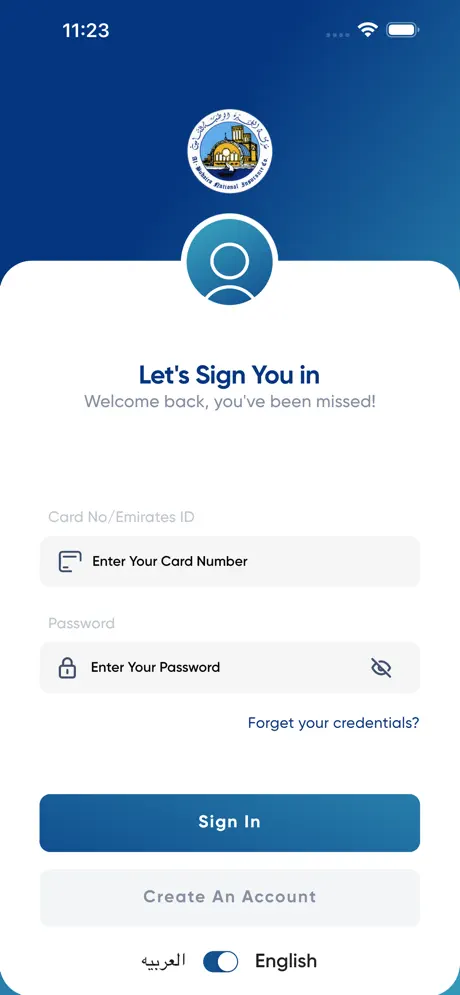 11:23
Al-Buhaira National Insurance Co.
Let's Sign You in
Welcome back, you've been missed!
Card No/Emirates ID
Enter Your Card Number
Password
Enter Your Password
Forget your credentials?
Sign In
Create An Account
العربيه English